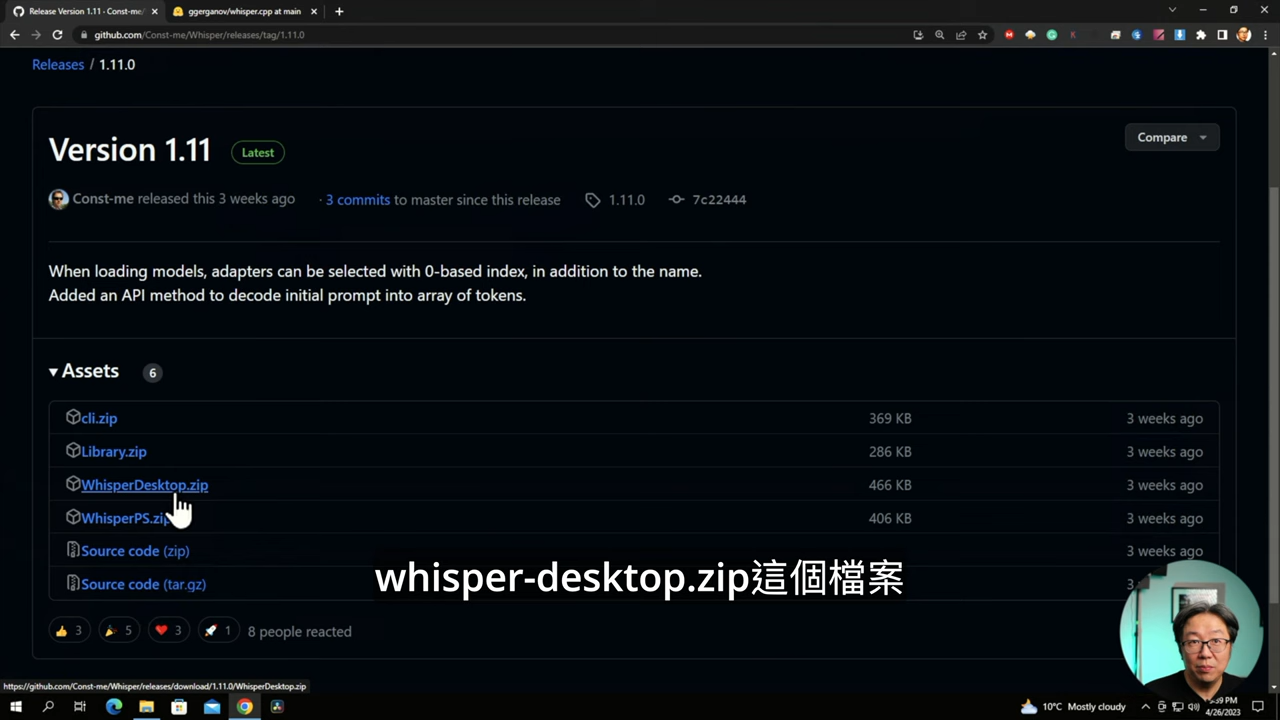 Release Version 1.11 - Const-me/
ggerganov/whisper.cpp at main
github.com/Const-me/Whisper/releases/tag/1.11.0
Releases / 1.11.0
Version 1.11
Latest
Compare
Const-me released this 3 weeks ago
· 3 commits to master since this release
1.11.0
7c22444
When loading models, adapters can be selected with 0-based index, in addition to the name.
Added an API method to decode initial prompt into array of tokens.
Assets 6
cli.zip 369 KB 3 weeks ago
Library.zip 286 KB 3 weeks ago
WhisperDesktop.zip 466 KB 3 weeks ago
WhisperPS.zip 406 KB 3 weeks ago
Source code (zip) 3 weeks ago
Source code (tar.gz)
whisper-desktop.zip這個檔案
👍 3 🎉 5 ❤️ 3 🚀 1 8 people reacted
https://github.com/Const-me/Whisper/releases/download/1.11.0/WhisperDesktop.zip
10°C Mostly cloudy
4/26/2023